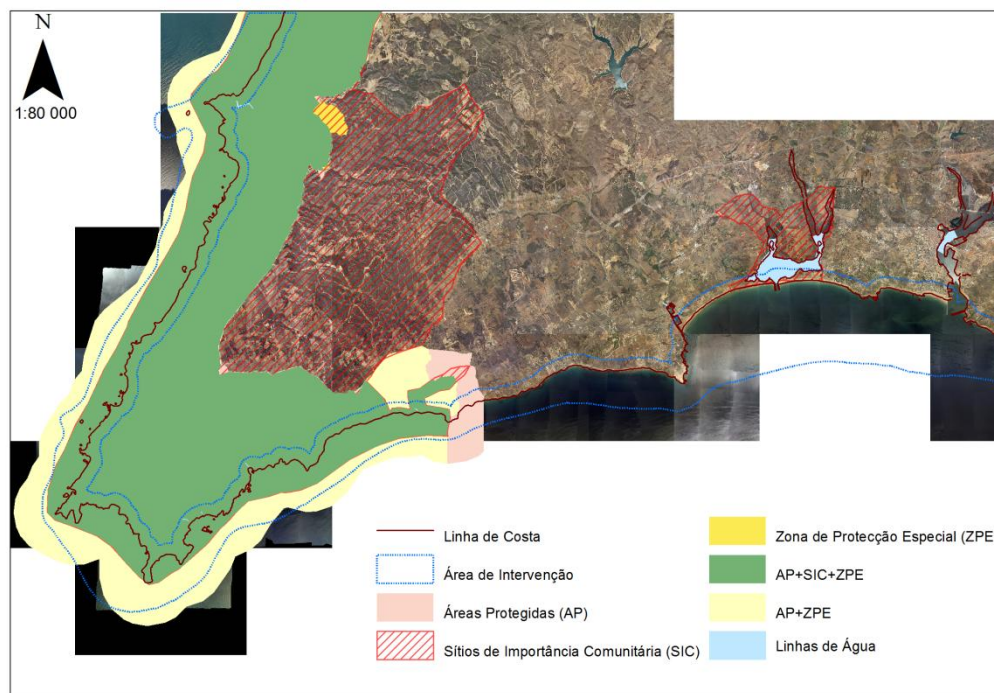 N
1:80 000
Linha de Costa
Área de Intervenção
Áreas Protegidas (AP)
Sítios de Importância Comunitária (SIC)
Zona de Protecção Especial (ZPE
AP+SIC+ZPE
AP+ZPE
Linhas de Água